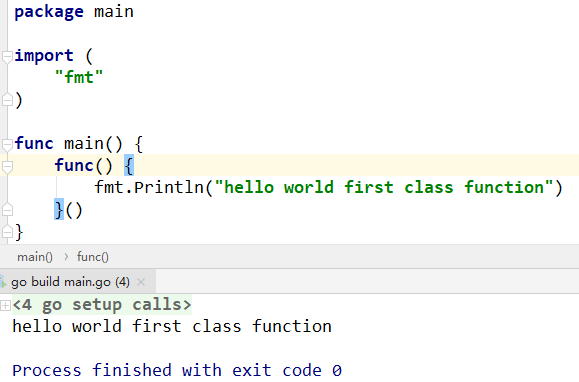 package main
import (
"fmt"
)
func main() {
func() {
fmt.Println("hello world first class function")
}()
}
main() › func()
go build main.go (4) ×
<4 go setup calls>
hello world first class function
Process finished with exit code 0